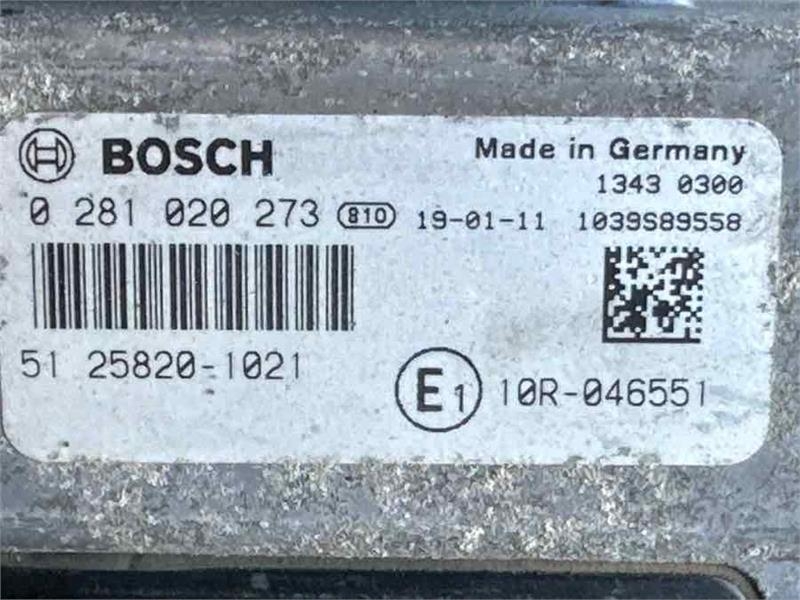 BOSCH
Made in Germany
1343 0300
0 281 020 273 810 19-01-11 1039S89558
51 25820-1021
E1 10R-046551